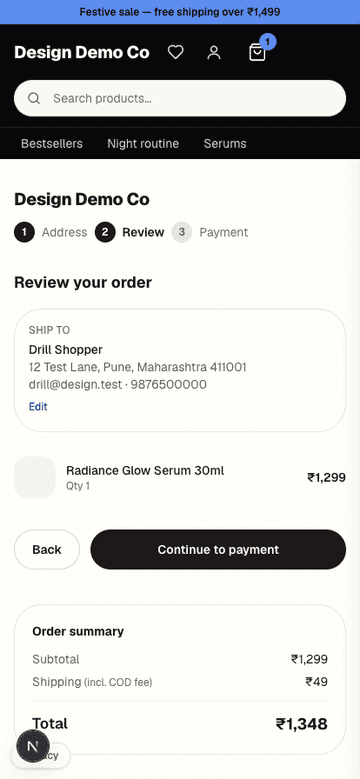 Festive sale — free shipping over ₹1,499
Design Demo Co
1
Search products...
Bestsellers Night routine Serums
Design Demo Co
1 Address 2 Review 3 Payment
Review your order
SHIP TO
Drill Shopper
12 Test Lane, Pune, Maharashtra 411001
drill@design.test · 9876500000
Edit
Radiance Glow Serum 30ml ₹1,299
Qty 1
Back Continue to payment
Order summary
Subtotal ₹1,299
Shipping (incl. COD fee) ₹49
Total ₹1,348
N